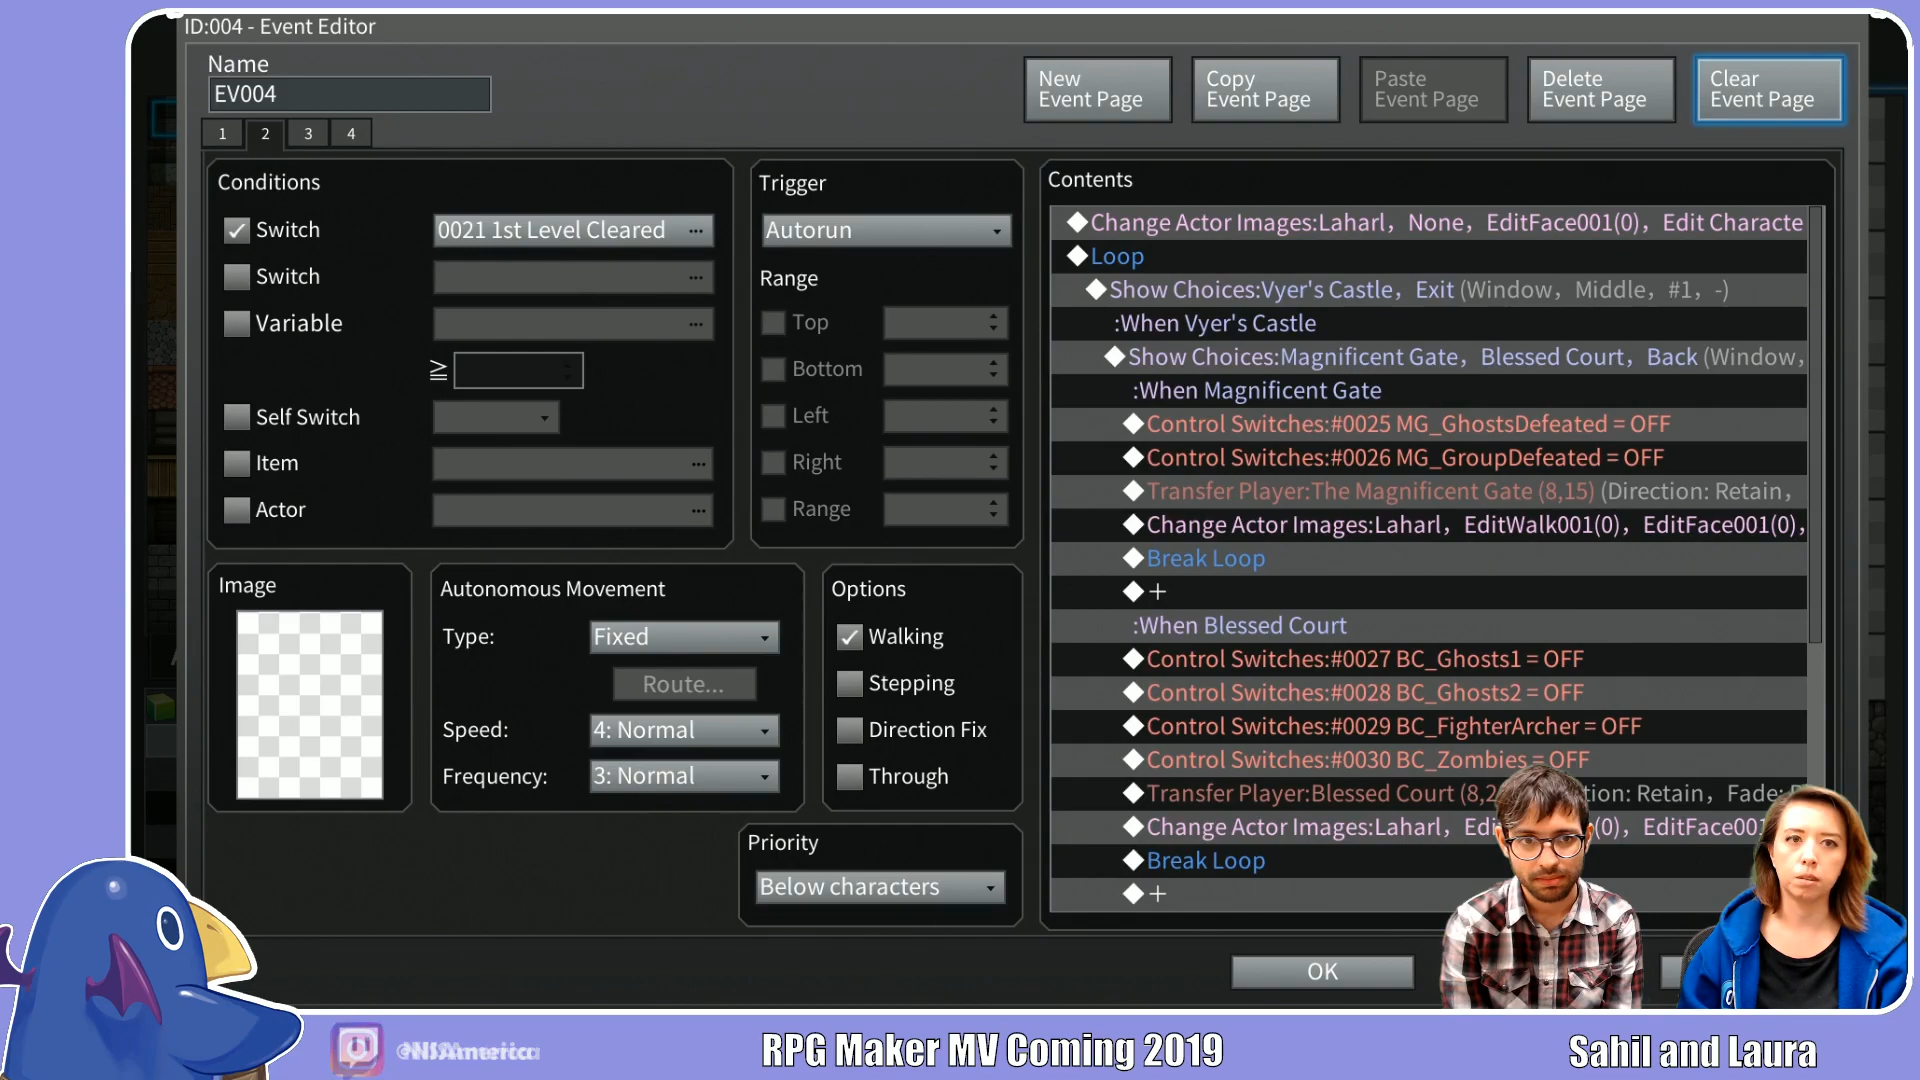 ID:004 - Event Editor
Name
EV004
New Event Page
Copy Event Page
Paste Event Page
Delete Event Page
Clear Event Page
1 2 3 4
Conditions
Switch 0021 1st Level Cleared ...
Switch ...
Variable ...
≧
Self Switch
Item ...
Actor ...
Trigger
Autorun
Range
Top
Bottom
Left
Right
Range
Image
Autonomous Movement
Type: Fixed
Route...
Speed: 4: Normal
Frequency: 3: Normal
Options
Walking
Stepping
Direction Fix
Through
Priority
Below characters
Contents
◆Change Actor Images:Laharl, None, EditFace001(0), Edit Characte
◆Loop
◆Show Choices:Vyer's Castle, Exit (Window, Middle, #1, -)
:When Vyer's Castle
◆Show Choices:Magnificent Gate, Blessed Court, Back (Window,
:When Magnificent Gate
◆Control Switches:#0025 MG_GhostsDefeated = OFF
◆Control Switches:#0026 MG_GroupDefeated = OFF
◆Transfer Player:The Magnificent Gate (8,15) (Direction: Retain,
◆Change Actor Images:Laharl, EditWalk001(0), EditFace001(0),
◆Break Loop
◆+
:When Blessed Court
◆Control Switches:#0027 BC_Ghosts1 = OFF
◆Control Switches:#0028 BC_Ghosts2 = OFF
◆Control Switches:#0029 BC_FighterArcher = OFF
◆Control Switches:#0030 BC_Zombies = OFF
◆Transfer Player:Blessed Court (8,2 tion: Retain, Fade:
◆Change Actor Images:Laharl, Edi (0), EditFace001
◆Break Loop
◆+
OK
RPG Maker MV Coming 2019
Sahil and Laura